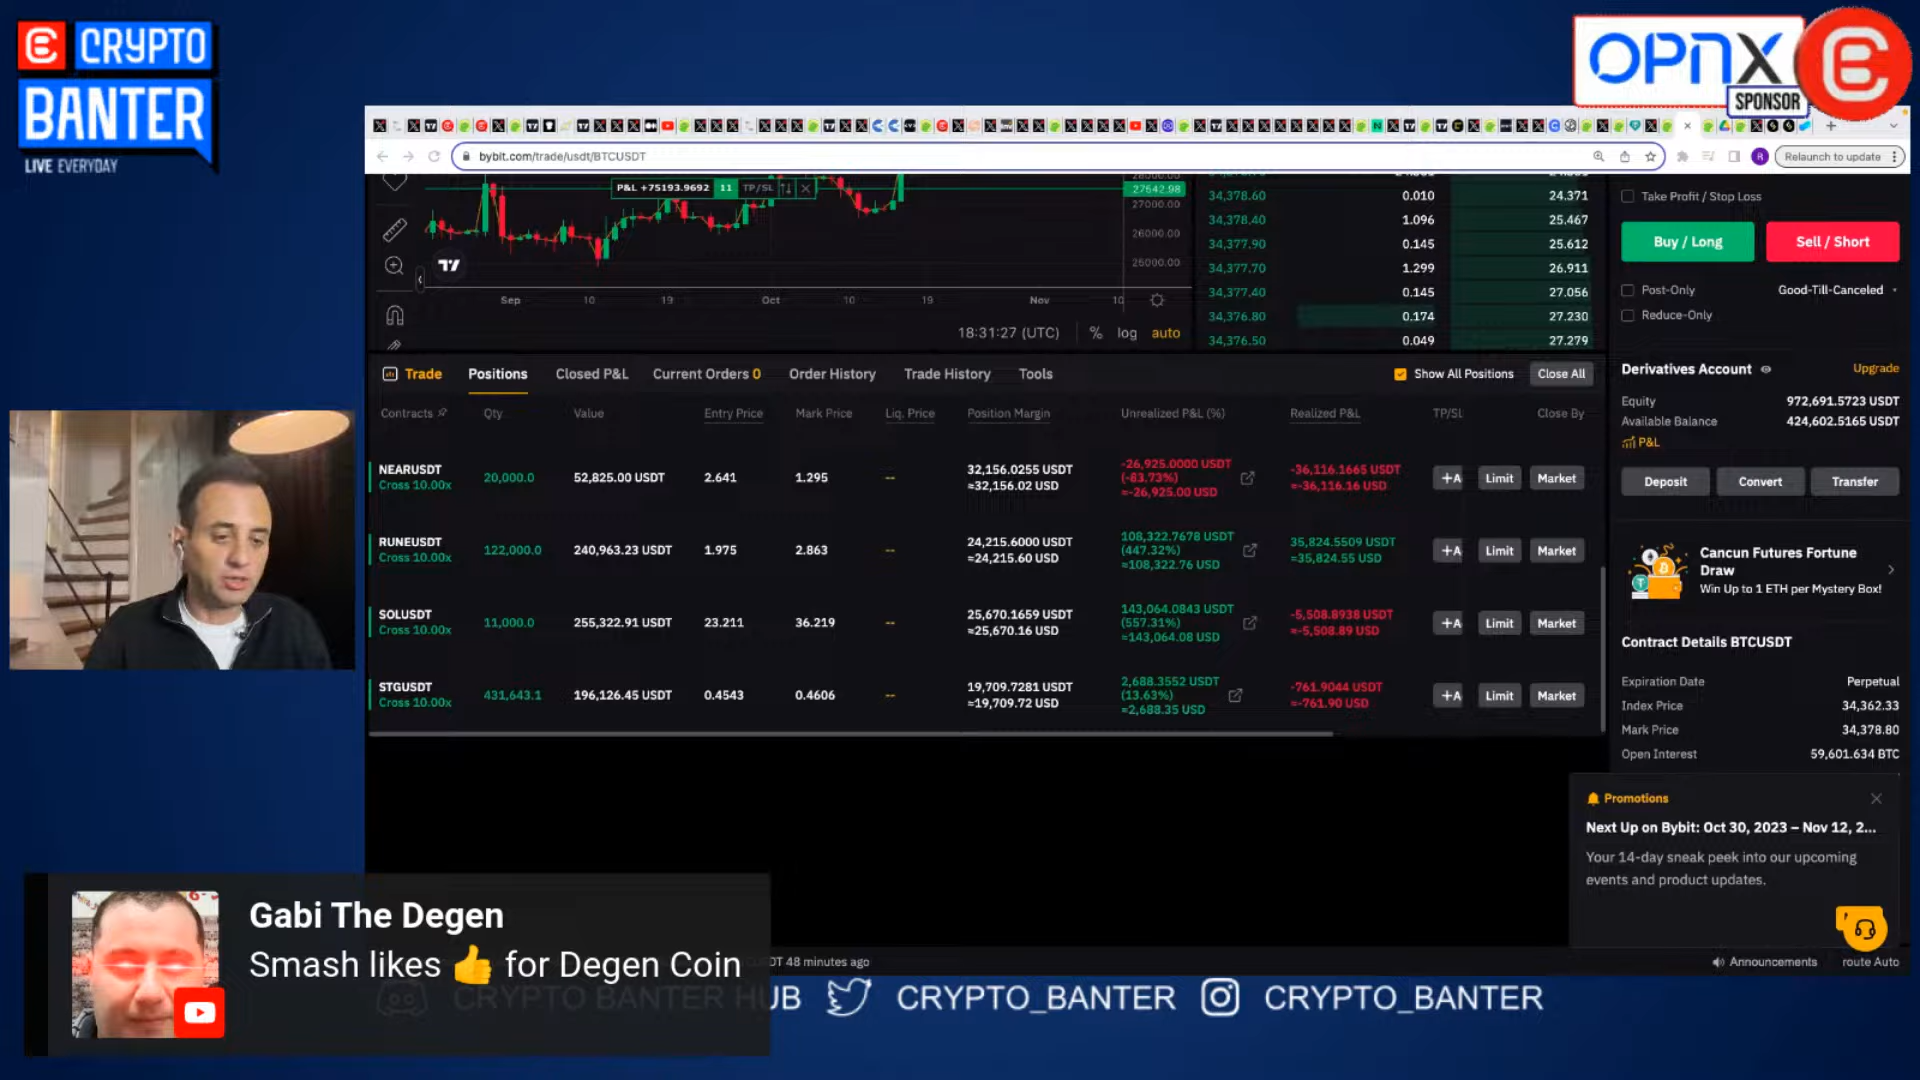 CRYPTO
BANTER
LIVE EVERYDAY
OPNX
SPONSOR
bybit.com/trade/usdt/BTCUSDT
Relaunch to update
P&L +75193.9692 11 TP/SL
28000.00
27642.98
27000.00
26000.00
25000.00
Sep 10 19 Oct 10 19 Nov 10
18:31:27 (UTC) % log auto
34,378.60 0.010 24.371
34,378.40 1.096 25.467
34,377.90 0.145 25.612
34,377.70 1.299 26.911
34,377.40 0.145 27.056
34,376.80 0.174 27.230
34,376.50 0.049 27.279
Take Profit / Stop Loss
Buy / Long Sell / Short
Post-Only Good-Till-Canceled
Reduce-Only
Trade Positions Closed P&L Current Orders 0 Order History Trade History Tools Show All Positions Close All
Contracts Qty Value Entry Price Mark Price Liq. Price Position Margin Unrealized P&L (%) Realized P&L TP/SL Close By
NEARUSDT
Cross 10.00x
20,000.0
52,825.00 USDT
2.641
1.295
--
32,156.0255 USDT
≈32,156.02 USD
-26,925.0000 USDT
(-83.73%)
≈-26,925.00 USD
-36,116.1665 USDT
≈-36,116.16 USD
+A Limit Market
RUNEUSDT
Cross 10.00x
122,000.0
240,963.23 USDT
1.975
2.863
--
24,215.6000 USDT
≈24,215.60 USD
108,322.7678 USDT
(447.32%)
≈108,322.76 USD
35,824.5509 USDT
≈35,824.55 USD
+A Limit Market
SOLUSDT
Cross 10.00x
11,000.0
255,322.91 USDT
23.211
36.219
--
25,670.1659 USDT
≈25,670.16 USD
143,064.0843 USDT
(557.31%)
≈143,064.08 USD
-5,508.8938 USDT
≈-5,508.89 USD
+A Limit Market
STGUSDT
Cross 10.00x
431,643.1
196,126.45 USDT
0.4543
0.4606
--
19,709.7281 USDT
≈19,709.72 USD
2,688.3552 USDT
(13.63%)
≈2,688.35 USD
-761.9044 USDT
≈-761.90 USD
+A Limit Market
Derivatives Account Upgrade
Equity 972,691.5723 USDT
Available Balance 424,602.5165 USDT
P&L
Deposit Convert Transfer
Cancun Futures Fortune
Draw
Win Up to 1 ETH per Mystery Box!
Contract Details BTCUSDT
Expiration Date Perpetual
Index Price 34,362.33
Mark Price 34,378.80
Open Interest 59,601.634 BTC
Promotions
Next Up on Bybit: Oct 30, 2023 – Nov 12, 2...
Your 14-day sneak peek into our upcoming
events and product updates.
Announcements route Auto
Gabi The Degen
Smash likes 👍 for Degen Coin
DT 48 minutes ago
CRYPTO BANTER HUB CRYPTO_BANTER CRYPTO_BANTER